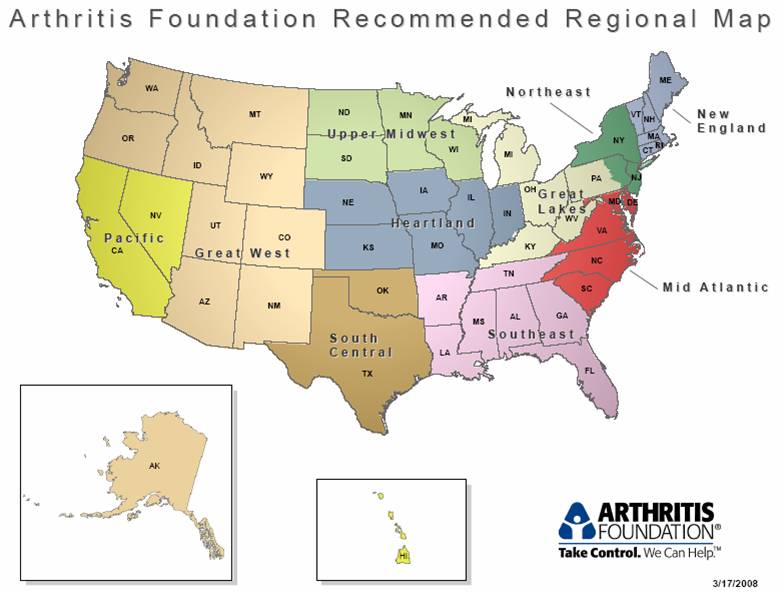 Arthritis Foundation Recommended Regional Map
WA
MT
ND
MN
MI
ME
Northeast
New
England
VT
NH
MA
RI
CT
OR
ID
Upper Midwest
SD
WI
MI
NY
WY
NE
IA
IL
IN
OH
PA
NJ
Great
Lakes
MD
DE
WV
NV
UT
CO
Pacific
CA
Great West
Heartland
KS
MO
KY
VA
NC
Mid Atlantic
AZ
NM
OK
AR
TN
SC
South
Central
TX
MS
AL
GA
Southeast
LA
FL
AK
HI
ARTHRITIS
FOUNDATION®
Take Control. We Can Help.™
3/17/2008